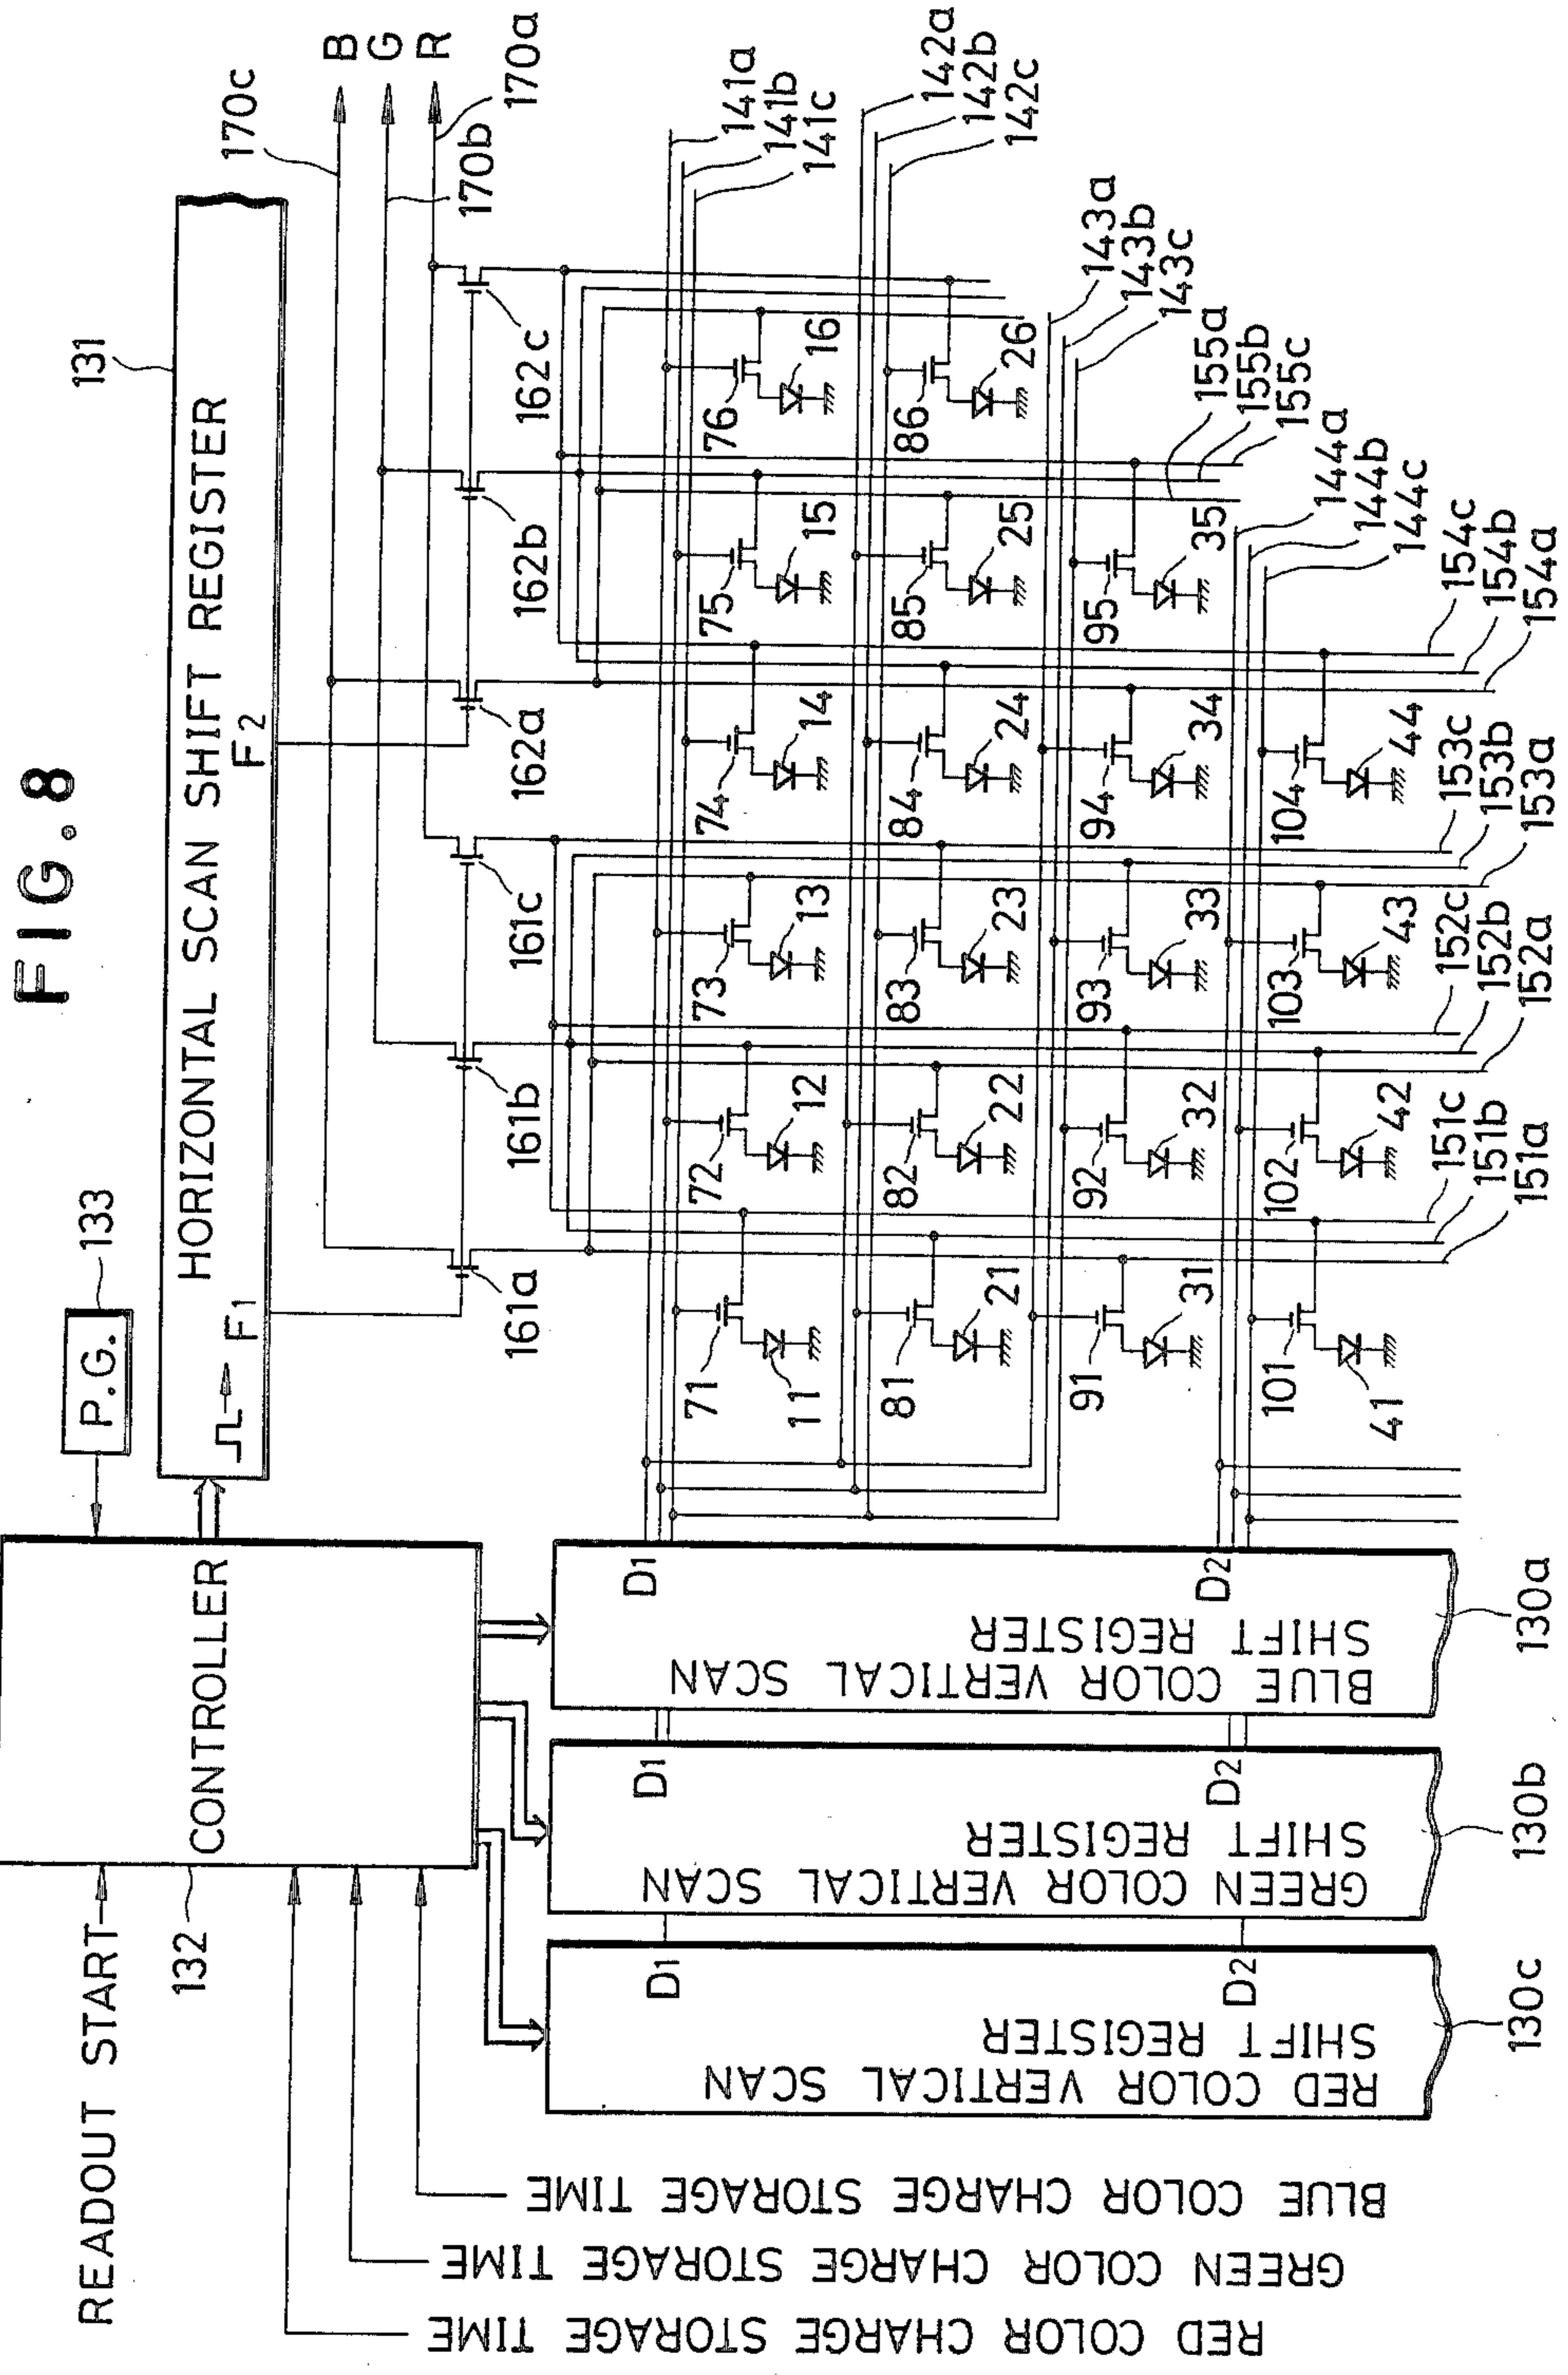 FIG.8
READOUT START
132
CONTROLLER
P.G.
133
131
HORIZONTAL SCAN SHIFT REGISTER
F1
F2
170c
B
G
R
170b
170a
161a
161b
161c
162a
162b
162c
141a
141b
141c
142a
142b
142c
143a
143b
143c
144a
144b
144c
71
72
73
74
75
76
11
12
13
14
15
16
81
82
83
84
85
86
21
22
23
24
25
26
91
92
93
94
95
31
32
33
34
35
101
102
103
104
41
42
43
44
151c
151b
151a
152c
152b
152a
153c
153b
153a
154c
154b
154a
155a
155b
155c
RED COLOR VERTICAL SCAN
SHIFT REGISTER
D1
D2
130c
GREEN COLOR VERTICAL SCAN
SHIFT REGISTER
D1
D2
130b
BLUE COLOR VERTICAL SCAN
SHIFT REGISTER
D1
D2
130a
RED COLOR CHARGE STORAGE TIME
GREEN COLOR CHARGE STORAGE TIME
BLUE COLOR CHARGE STORAGE TIME